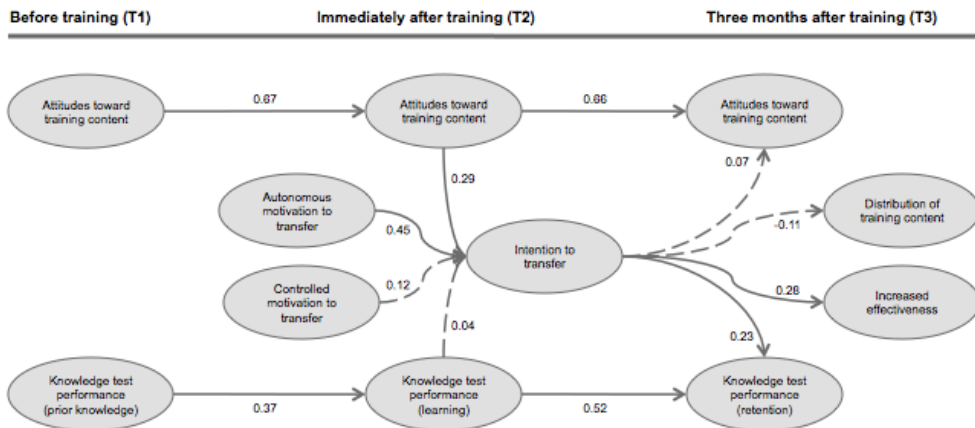 Before training (T1)
Immediately after training (T2)
Three months after training (T3)
Attitudes toward
training content
0.67
Attitudes toward
training content
0.66
Attitudes toward
training content
0.07
0.29
Autonomous
motivation to
transfer
0.45
Distribution of
training content
-0.11
Intention to
transfer
Controlled
motivation to
transfer
0.12
0.28
Increased
effectiveness
0.04
0.23
Knowledge test
performance
(prior knowledge)
0.37
Knowledge test
performance
(learning)
0.52
Knowledge test
performance
(retention)